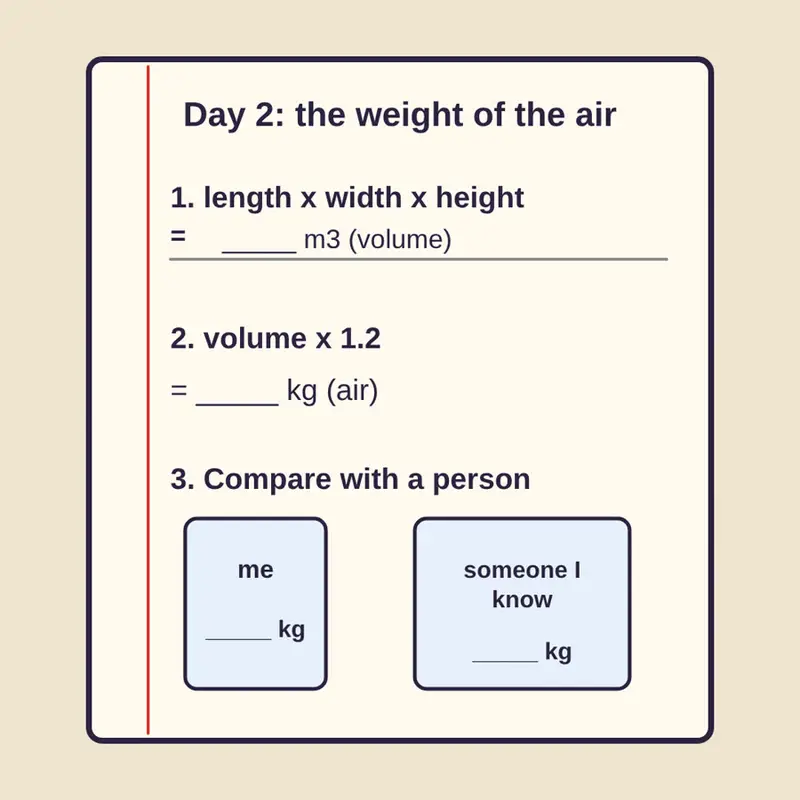 Day 2: the weight of the air
1. length x width x height
= _____ m3 (volume)
2. volume x 1.2
= _____ kg (air)
3. Compare with a person
me
_____ kg
someone I
know
_____ kg